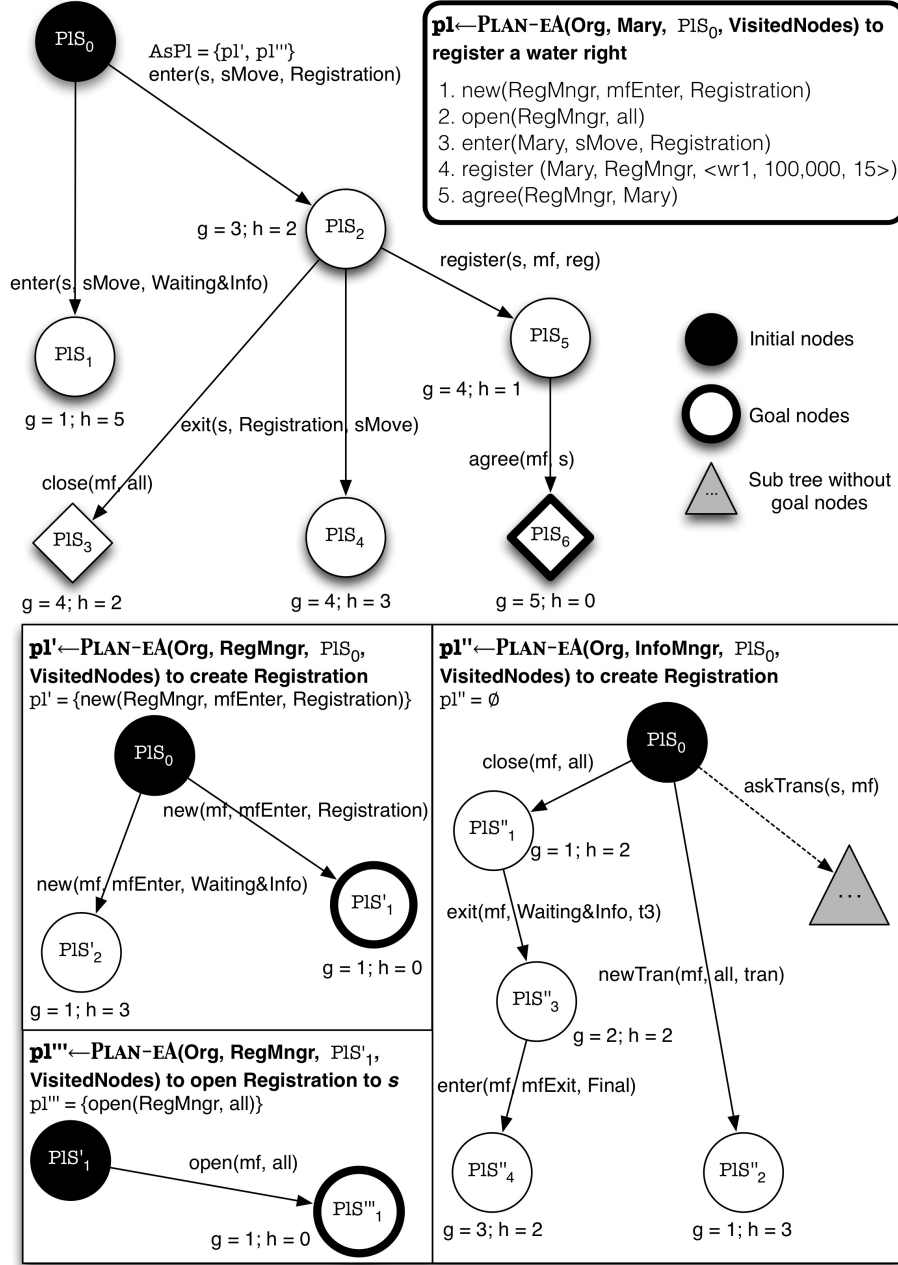 PlS0
AsPl = {pl', pl'''}
enter(s, sMove, Registration)
pl←PLAN-EA(Org, Mary, PlS0, VisitedNodes) to
register a water right
1. new(RegMngr, mfEnter, Registration)
2. open(RegMngr, all)
3. enter(Mary, sMove, Registration)
4. register (Mary, RegMngr, <wr1, 100,000, 15>)
5. agree(RegMngr, Mary)
g = 3; h = 2
PlS2
register(s, mf, reg)
enter(s, sMove, Waiting&Info)
PlS1
g = 1; h = 5
PlS5
g = 4; h = 1
Initial nodes
Goal nodes
...
Sub tree without
goal nodes
exit(s, Registration, sMove)
agree(mf, s)
close(mf, all)
PlS3
g = 4; h = 2
PlS4
g = 4; h = 3
PlS6
g = 5; h = 0
pl'←PLAN-EA(Org, RegMngr, PlS0,
VisitedNodes) to create Registration
pl' = {new(RegMngr, mfEnter, Registration)}
PlS0
new(mf, mfEnter, Registration)
new(mf, mfEnter, Waiting&Info)
PlS'1
g = 1; h = 0
PlS'2
g = 1; h = 3
pl'''←PLAN-EA(Org, RegMngr, PlS'1,
VisitedNodes) to open Registration to s
pl''' = {open(RegMngr, all)}
PlS'1
open(mf, all)
PlS'''1
g = 1; h = 0
pl''←PLAN-EA(Org, InfoMngr, PlS0,
VisitedNodes) to create Registration
pl'' = ∅
PlS0
close(mf, all)
askTrans(s, mf)
PlS''1
g = 1; h = 2
...
exit(mf, Waiting&Info, t3)
newTran(mf, all, tran)
PlS''3
g = 2; h = 2
enter(mf, mfExit, Final)
PlS''4
g = 3; h = 2
PlS''2
g = 1; h = 3